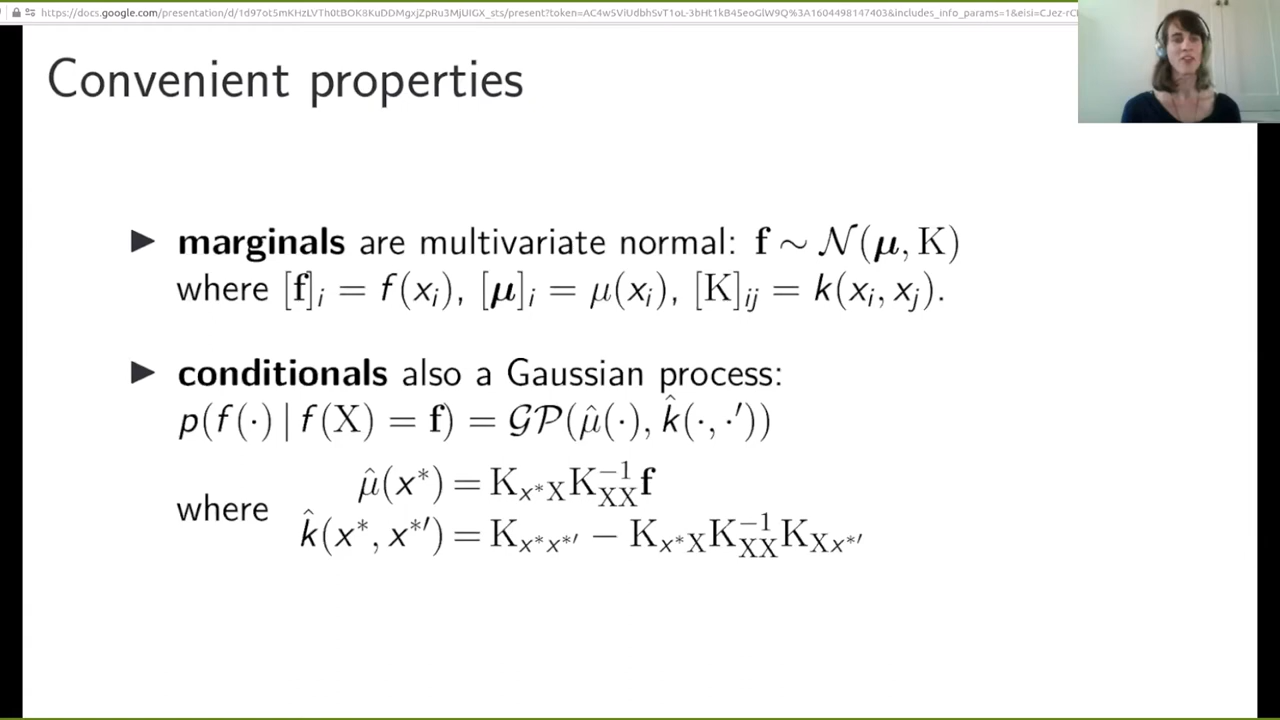 https://docs.google.com/presentation/d/1d97ot5mKHzLVTh0tBOK8KuDDMgxjZpRu3MjUIGX_sts/present?token=AC4w5ViUdbhSvT1oL-3bHt1kB45eoGlW9Q%3A1604498147403&includes_info_params=1&eisi=CJez-rC
Convenient properties
▶ marginals are multivariate normal: f ∼ 𝒩(μ, K)
where [f]ᵢ = f(xᵢ), [μ]ᵢ = μ(xᵢ), [K]ᵢⱼ = k(xᵢ, xⱼ).
▶ conditionals also a Gaussian process:
p(f(·) | f(X) = f) = 𝒢𝒫(μ̂(·), k̂(·, ·′))
μ̂(x*) = K_{x*X} K_{XX}^{-1} f
where
k̂(x*, x*′) = K_{x*x*′} − K_{x*X} K_{XX}^{-1} K_{Xx*′}